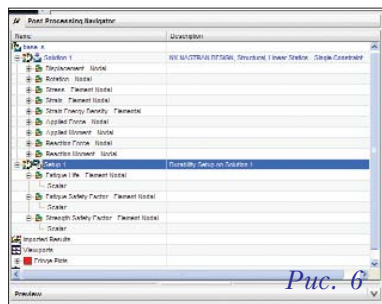 Post Processing Navigator
Name Description
base_s
Solution 1 NX NASTRAN DESIGN, Structural, Linear Statics - Single Constraint
Displacement - Nodal
Rotation - Nodal
Stress - Element Nodal
Strain - Element Nodal
Strain Energy Density - Elemental
Applied Force - Nodal
Applied Moment - Nodal
Reaction Force - Nodal
Reaction Moment - Nodal
Setup 1 Durability Setup on Solution 1
Fatigue Life - Element Nodal
Scalar
Fatigue Safety Factor - Element Nodal
Scalar
Strength Safety Factor - Element Nodal
Scalar
Imported Results
Viewports
Fringe Plots
Рис. 6
Preview